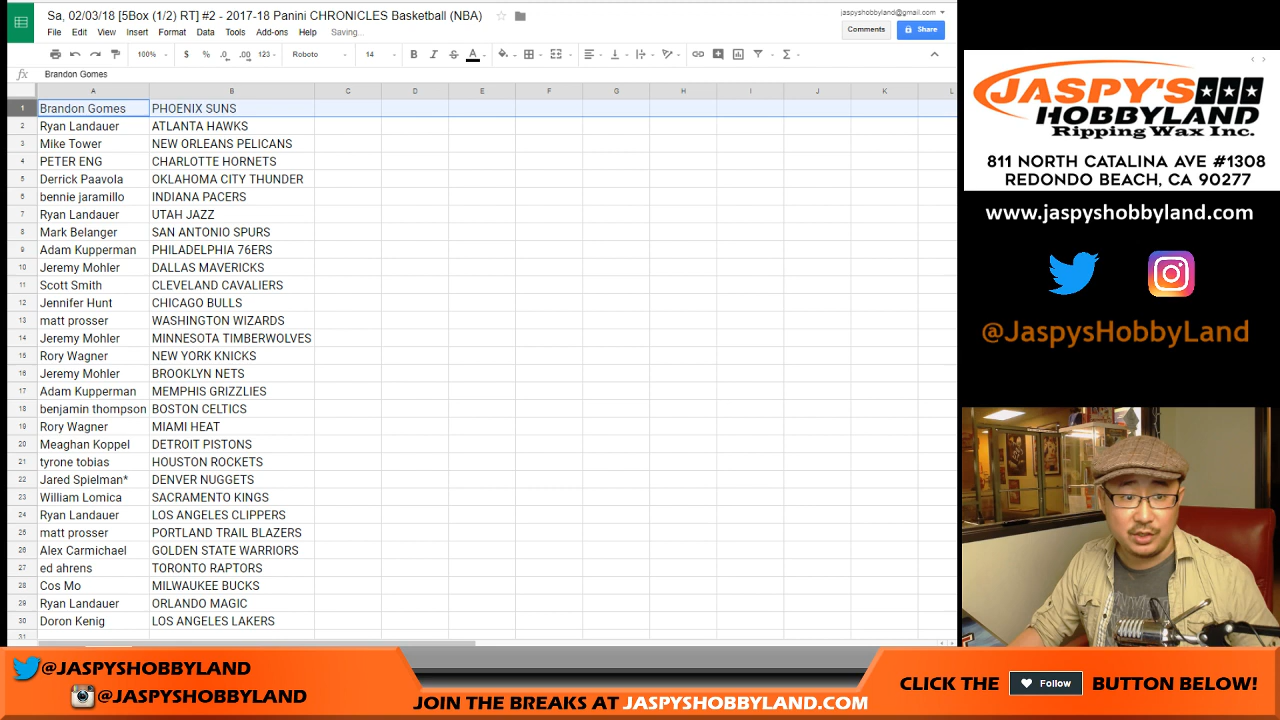 Sa, 02/03/18 [5Box (1/2) RT] #2 - 2017-18 Panini CHRONICLES Basketball (NBA)
jaspyshobbyland@gmail.com
File Edit View Insert Format Data Tools Add-ons Help Saving...
Comments
Share
100% $ % .0 .00 123 Roboto 14 B I S A
fx Brandon Gomes
A B C D E F G H I J K L
1 Brandon Gomes PHOENIX SUNS
2 Ryan Landauer ATLANTA HAWKS
3 Mike Tower NEW ORLEANS PELICANS
4 PETER ENG CHARLOTTE HORNETS
5 Derrick Paavola OKLAHOMA CITY THUNDER
6 bennie jaramillo INDIANA PACERS
7 Ryan Landauer UTAH JAZZ
8 Mark Belanger SAN ANTONIO SPURS
9 Adam Kupperman PHILADELPHIA 76ERS
10 Jeremy Mohler DALLAS MAVERICKS
11 Scott Smith CLEVELAND CAVALIERS
12 Jennifer Hunt CHICAGO BULLS
13 matt prosser WASHINGTON WIZARDS
14 Jeremy Mohler MINNESOTA TIMBERWOLVES
15 Rory Wagner NEW YORK KNICKS
16 Jeremy Mohler BROOKLYN NETS
17 Adam Kupperman MEMPHIS GRIZZLIES
18 benjamin thompson BOSTON CELTICS
19 Rory Wagner MIAMI HEAT
20 Meaghan Koppel DETROIT PISTONS
21 tyrone tobias HOUSTON ROCKETS
22 Jared Spielman* DENVER NUGGETS
23 William Lomica SACRAMENTO KINGS
24 Ryan Landauer LOS ANGELES CLIPPERS
25 matt prosser PORTLAND TRAIL BLAZERS
26 Alex Carmichael GOLDEN STATE WARRIORS
27 ed ahrens TORONTO RAPTORS
28 Cos Mo MILWAUKEE BUCKS
29 Ryan Landauer ORLANDO MAGIC
30 Doron Kenig LOS ANGELES LAKERS
31
JASPY'S
HOBBYLAND
Ripping Wax Inc.
811 NORTH CATALINA AVE #1308
REDONDO BEACH, CA 90277
www.jaspyshobbyland.com
@JaspysHobbyLand
@JASPYSHOBBYLAND
@JASPYSHOBBYLAND
JOIN THE BREAKS AT JASPYSHOBBYLAND.COM
CLICK THE Follow BUTTON BELOW!